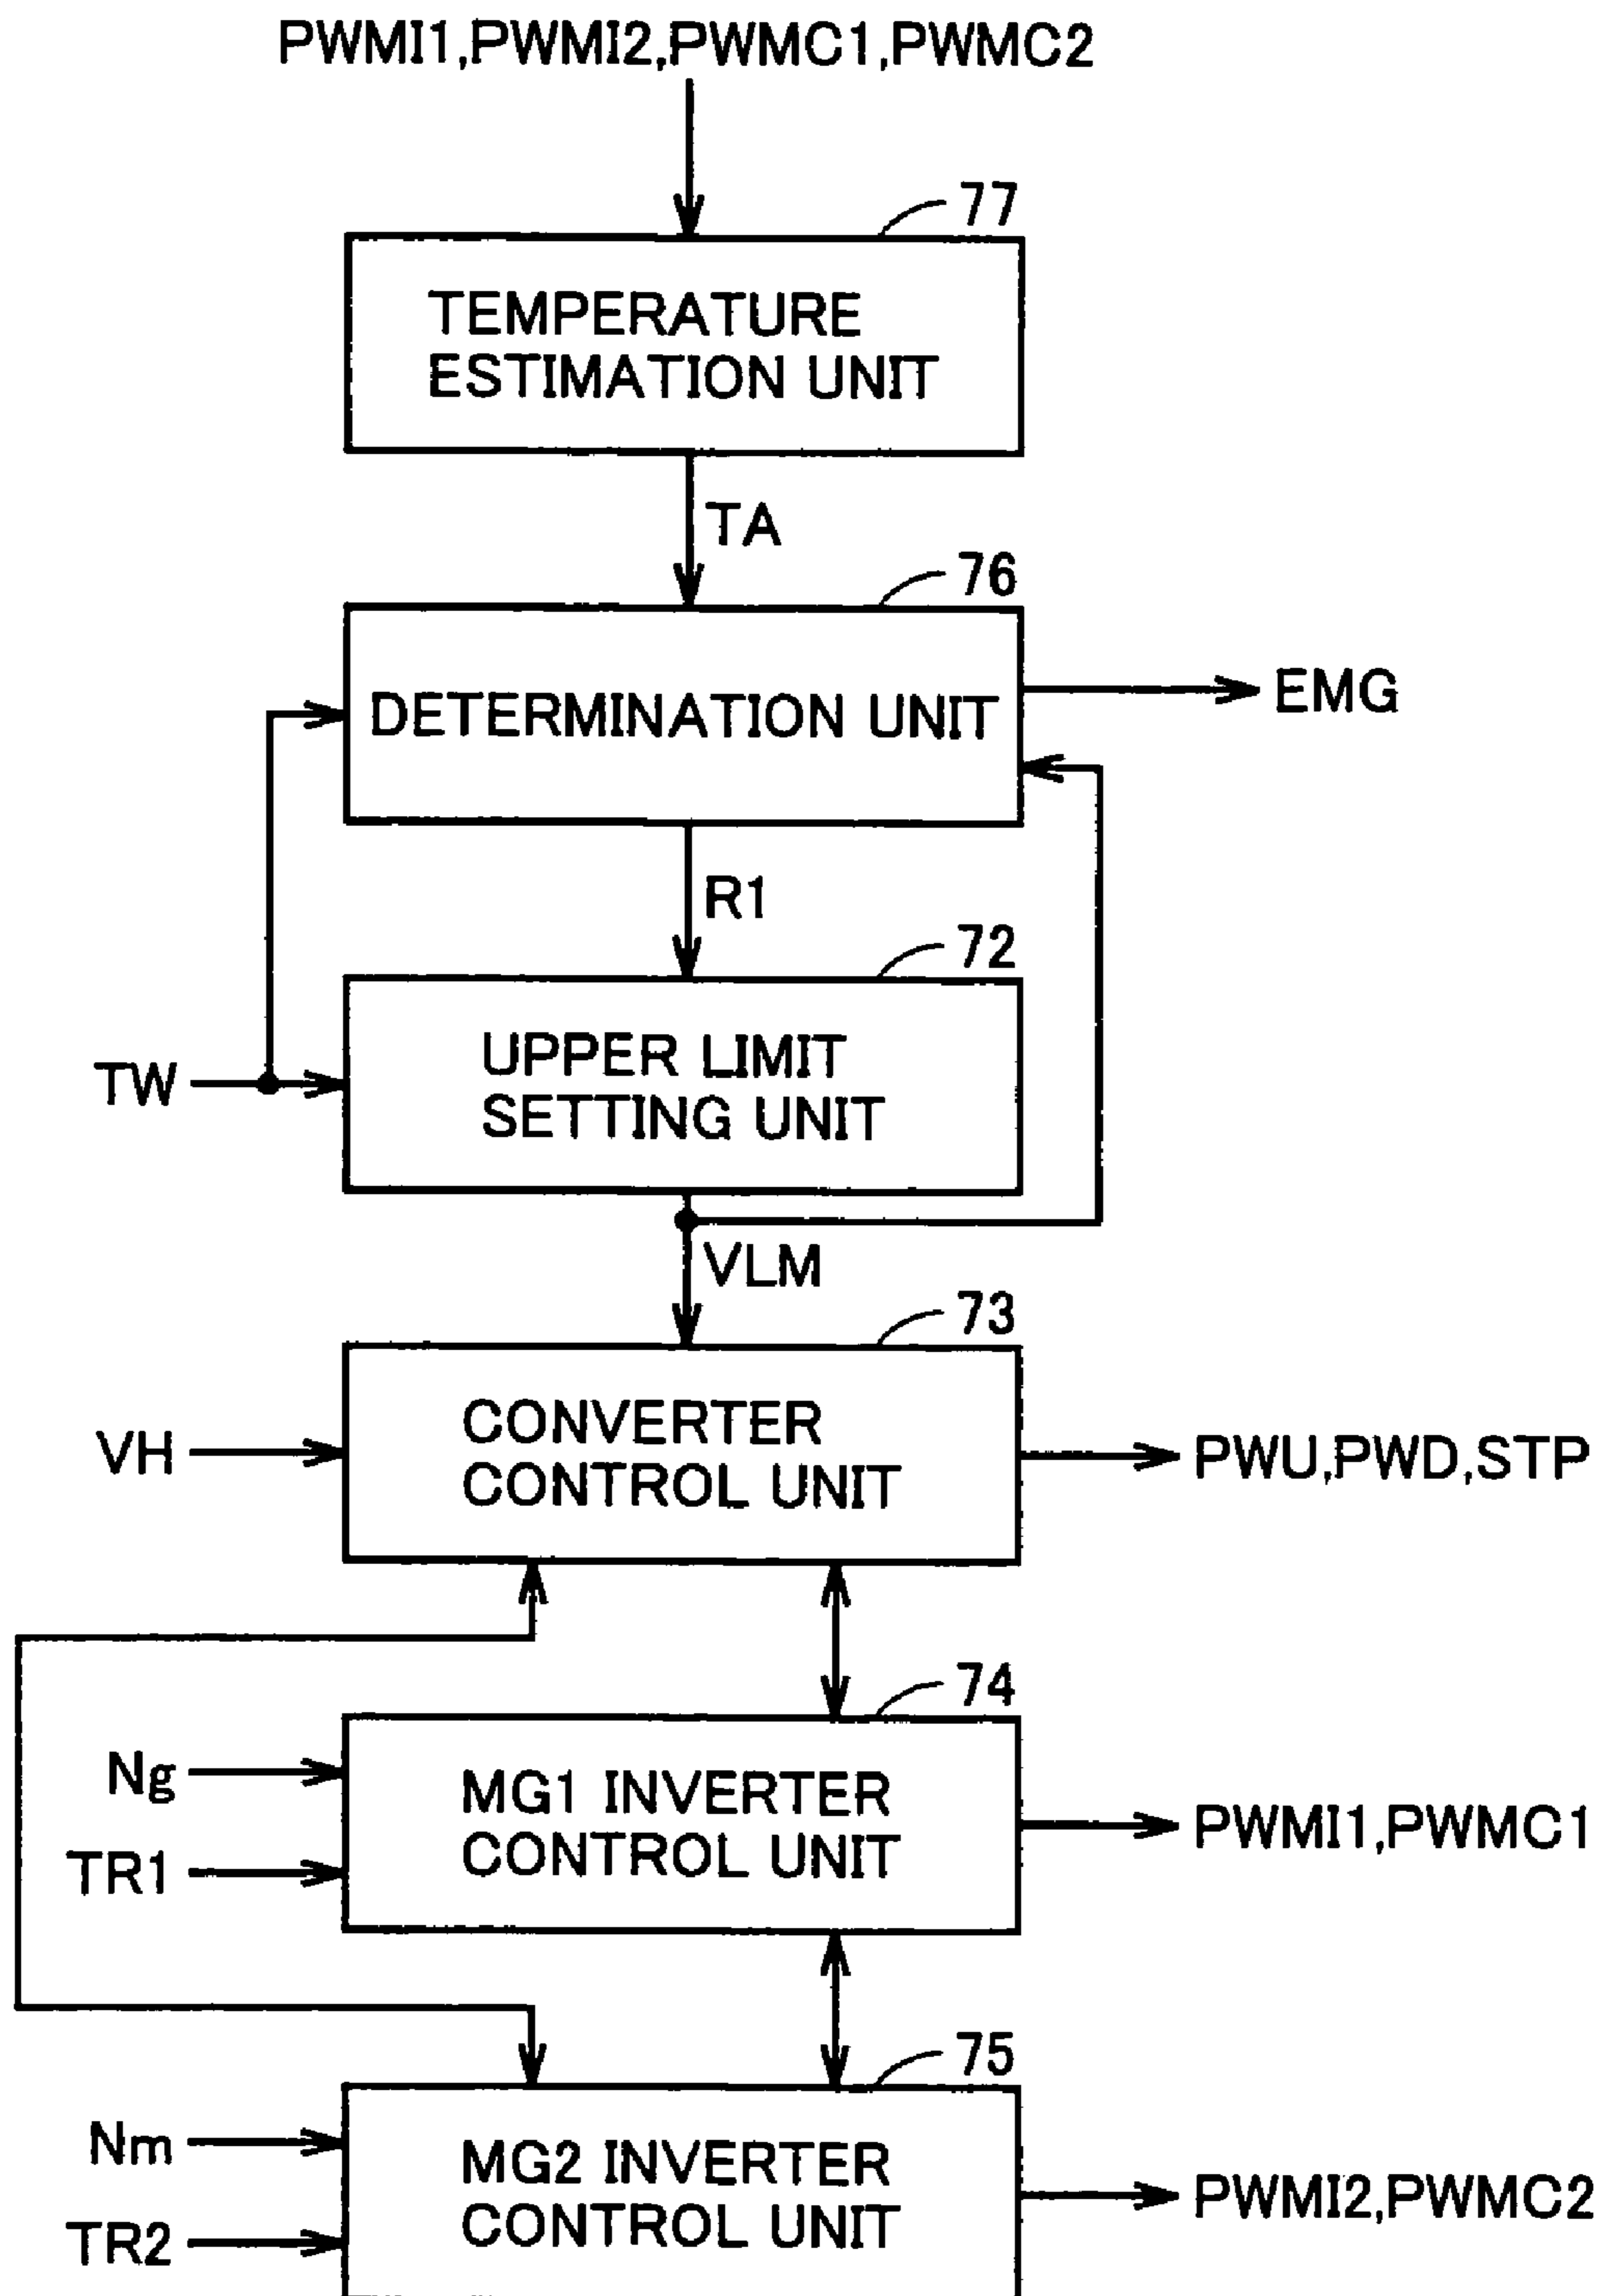 PWMI1,PWMI2,PWMC1,PWMC2
77
TEMPERATURE
ESTIMATION UNIT
TA
76
DETERMINATION UNIT
EMG
R1
72
TW
UPPER LIMIT
SETTING UNIT
VLM
73
VH
CONVERTER
CONTROL UNIT
PWU,PWD,STP
74
Ng
TR1
MG1 INVERTER
CONTROL UNIT
PWMI1,PWMC1
75
Nm
TR2
MG2 INVERTER
CONTROL UNIT
PWMI2,PWMC2